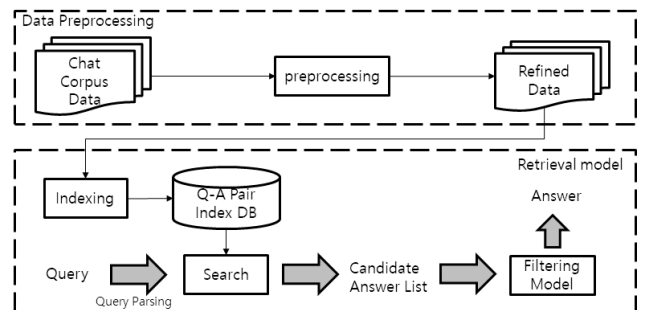 Data Preprocessing
Chat
Corpus
Data
preprocessing
Refined
Data
Retrieval model
Indexing
Q-A Pair
Index DB
Answer
Query
Query Parsing
Search
Candidate
Answer List
Filtering
Model